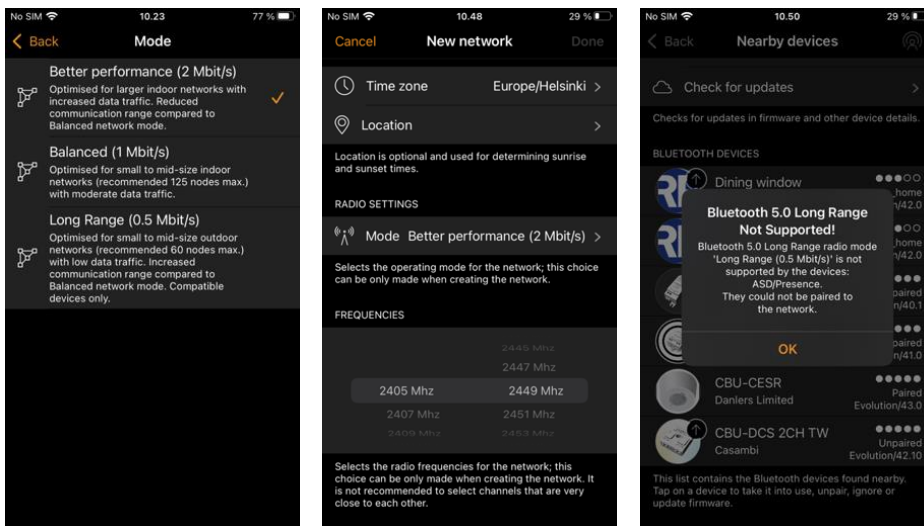 No SIM 10.23 77 %
Back Mode
Better performance (2 Mbit/s)
Optimised for larger indoor networks with
increased data traffic. Reduced
communication range compared to
Balanced network mode.
Balanced (1 Mbit/s)
Optimised for small to mid-size indoor
networks (recommended 125 nodes max.)
with moderate data traffic.
Long Range (0.5 Mbit/s)
Optimised for small to mid-size outdoor
networks (recommended 60 nodes max.)
with low data traffic. Increased
communication range compared to
Balanced network mode. Compatible
devices only.
No SIM 10.48 29 %
Cancel New network Done
Time zone Europe/Helsinki
Location
Location is optional and used for determining sunrise
and sunset times.
RADIO SETTINGS
Mode Better performance (2 Mbit/s)
Selects the operating mode for the network; this choice
can be only made when creating the network.
FREQUENCIES
2445 Mhz
2447 Mhz
2405 Mhz 2449 Mhz
2407 Mhz 2451 Mhz
2409 Mhz 2453 Mhz
Selects the radio frequencies for the network; this
choice can be only made when creating the network. It
is not recommended to select channels that are very
close to each other.
No SIM 10.50 29 %
Back Nearby devices
Check for updates
Checks for updates in firmware and other device details.
BLUETOOTH DEVICES
Dining window
Bluetooth 5.0 Long Range
Not Supported!
Bluetooth 5.0 Long Range radio mode
'Long Range (0.5 Mbit/s)' is not
supported by the devices:
ASD/Presence.
They could not be paired to
the network.
OK
CBU-CESR
Danlers Limited
Paired
Evolution/43.0
CBU-DCS 2CH TW
Casambi
Unpaired
Evolution/42.10
This list contains the Bluetooth devices found nearby.
Tap on a device to take it into use, unpair, ignore or
update firmware.